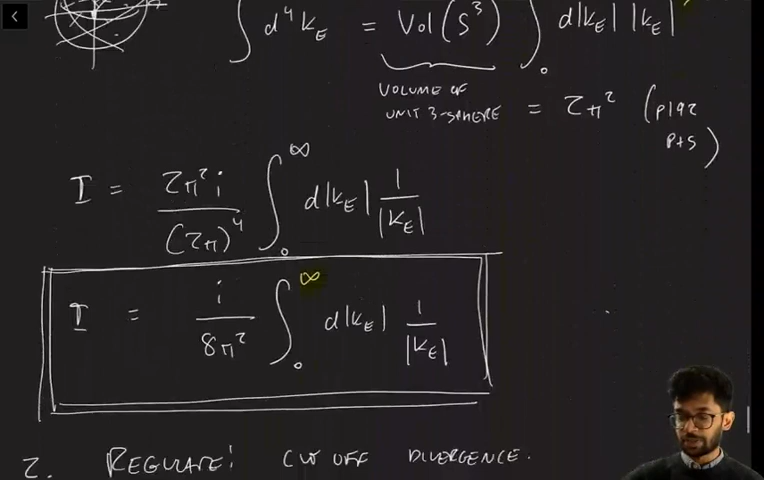 ∫ d⁴k_E = Vol(S³) ∫₀ d|k_E| |k_E|³
VOLUME OF
UNIT 3-SPHERE = 2π² (p192
P+S)
I = 2π²i/(2π)⁴ ∫₀^∞ d|k_E| 1/|k_E|
I = i/8π² ∫₀^∞ d|k_E| 1/|k_E|
2. REGULATE! CUT OFF DIVERGENCE.